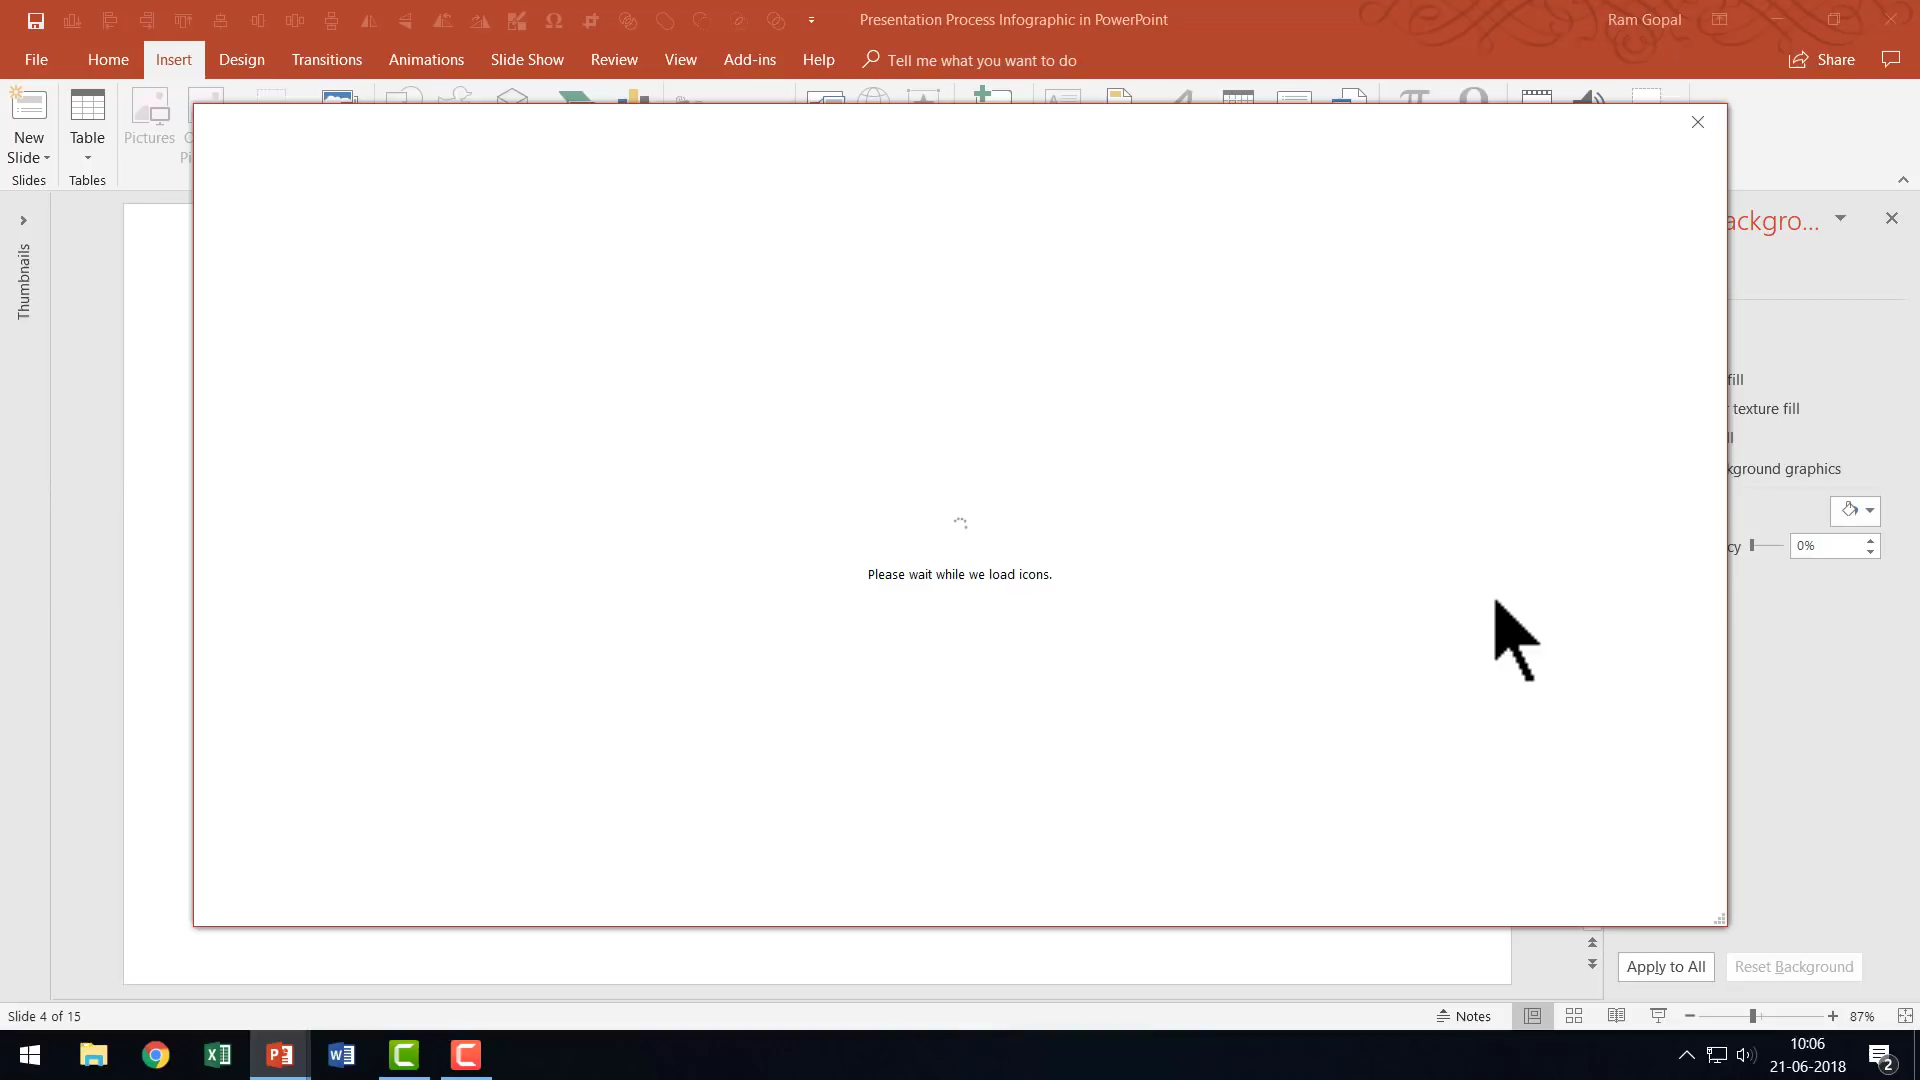 Presentation Process Infographic in PowerPoint
Ram Gopal
File
Home
Insert
Design
Transitions
Animations
Slide Show
Review
View
Add-ins
Help
Tell me what you want to do
Share
New
Slide
Table
Pictures
Slides
Tables
Thumbnails
ackgro...
fill
texture fill
kground graphics
cy
0%
Please wait while we load icons.
Apply to All
Reset Background
Slide 4 of 15
Notes
87%
10:06
21-06-2018
2